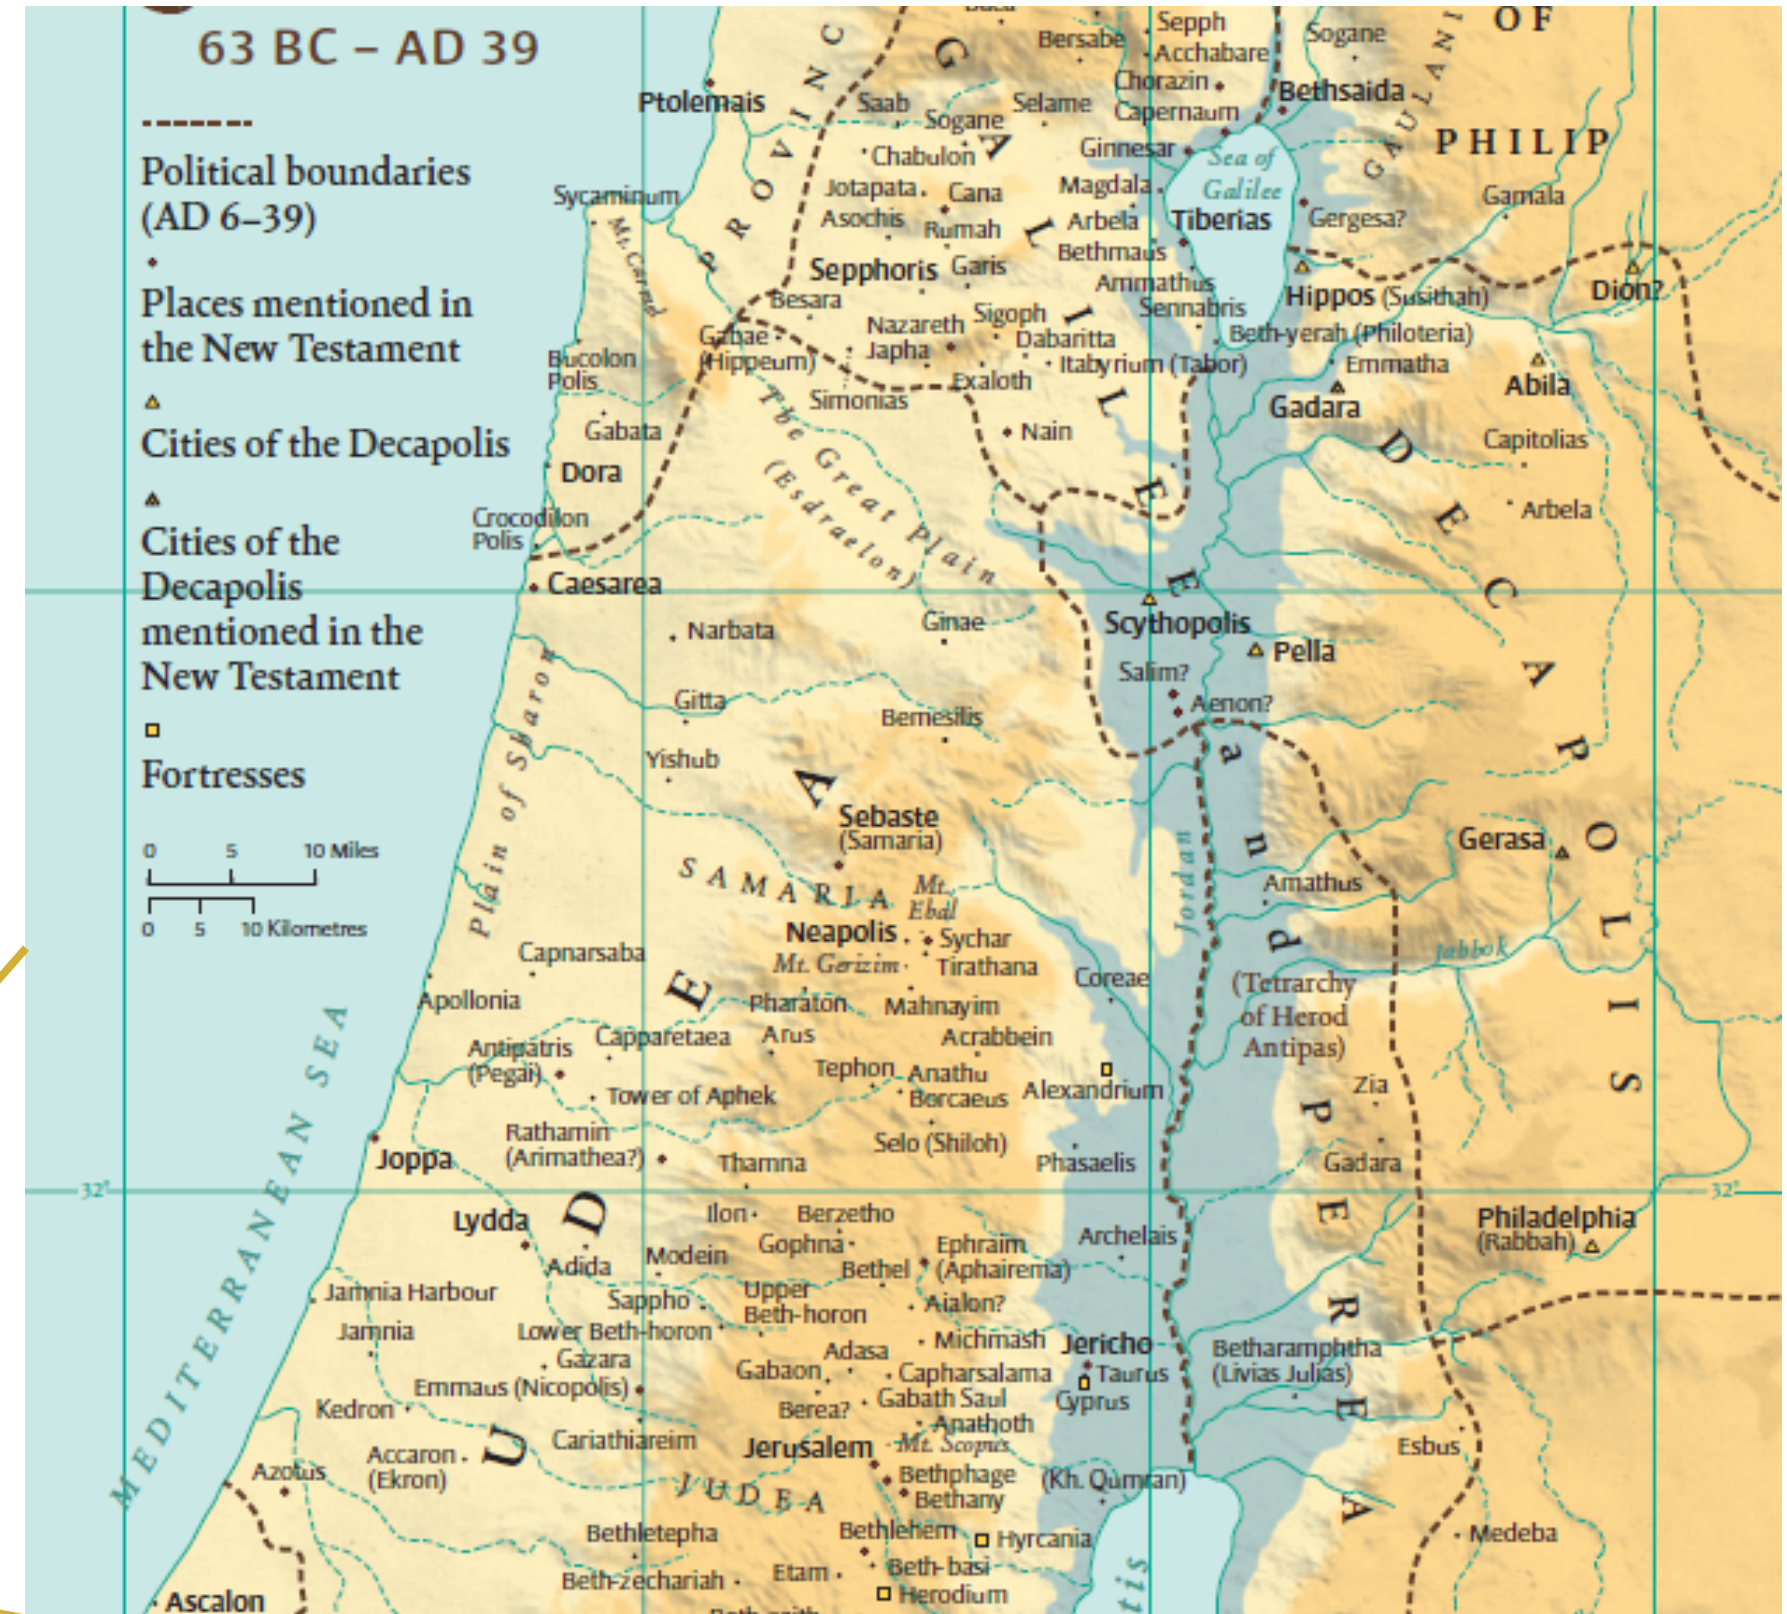 63 BC – AD 39
Political boundaries
(AD 6–39)
Places mentioned in
the New Testament
Cities of the Decapolis
Cities of the
Decapolis
mentioned in the
New Testament
Fortresses
0 5 10 Miles
0 5 10 Kilometres
MEDITERRANEAN SEA
32°
32°
PROVINC
GALILEE
and
(Tetrarchy
of Herod
Antipas)
PEREA
OF
PHILIP
GAULANI
DECAPOLIS
JUDEA
SAMARIA
JUDEA
Sepph
Bersabe
Acchabare
Sogane
Chorazin
Bethsaida
Ptolemais
Saab
Selame
Capernaum
Sogane
Ginnesar
Sea of
Galilee
Chabulon
Magdala
Jotapata
Cana
Gamala
Sycaminum
Asochis
Rumah
Arbela
Tiberias
Gergesa?
Mt. Carmel
Bethmaus
Sepphoris
Garis
Ammathus
Hippos (Susithah)
Dion?
Besara
Sennabris
Sigoph
Nazareth
Gabae
(Hippeum)
Dabaritta
Beth-yerah (Philoteria)
Japha
Itabyrium (Tabor)
Emmatha
Bucolon
Polis
Exaloth
Abila
Simonias
Gadara
The Great Plain
(Esdraelon)
Gabata
Nain
Capitolias
Dora
Arbela
Crocodilon
Polis
Caesarea
Narbata
Ginae
Scythopolis
Pella
Salim?
Aenon?
Plain of Sharon
Gitta
Bemesilis
Yishub
Sebaste
(Samaria)
Jordan
Gerasa
Amathus
Mt.
Ebal
Neapolis
Sychar
Mt. Gerizim
Tirathana
Jabbok
Capnarsaba
Coreae
Apollonia
Pharaton
Mahnayim
Capparetaea
Arus
Acrabbein
Antipatris
(Pegai)
Tephon
Anathu
Borcaeus
Alexandrium
Zia
Tower of Aphek
Rathamin
(Arimathea?)
Selo (Shiloh)
Joppa
Thamna
Phasaelis
Gadara
Lydda
Ilon
Berzetho
Philadelphia
(Rabbah)
Gophna
Ephraim
(Aphairema)
Archelais
Adida
Modein
Bethel
Jamnia Harbour
Sappho
Upper
Beth-horon
Aialon?
Jamnia
Lower Beth-horon
Michmash
Jericho
Betharamphtha
(Livias Julias)
Gazara
Adasa
Gabaon
Capharsalama
Taurus
Emmaus (Nicopolis)
Gabath Saul
Cyprus
Kedron
Berea?
Anathoth
Cariathiareim
Jerusalem
Mt. Scopus
Esbus
Accaron
(Ekron)
Azotus
Bethphage
(Kh. Qumran)
Bethany
Bethletepha
Bethlehem
Hyrcania
Medeba
Beth-zechariah
Etam
Beth-basi
Herodium
Ascalon
tis